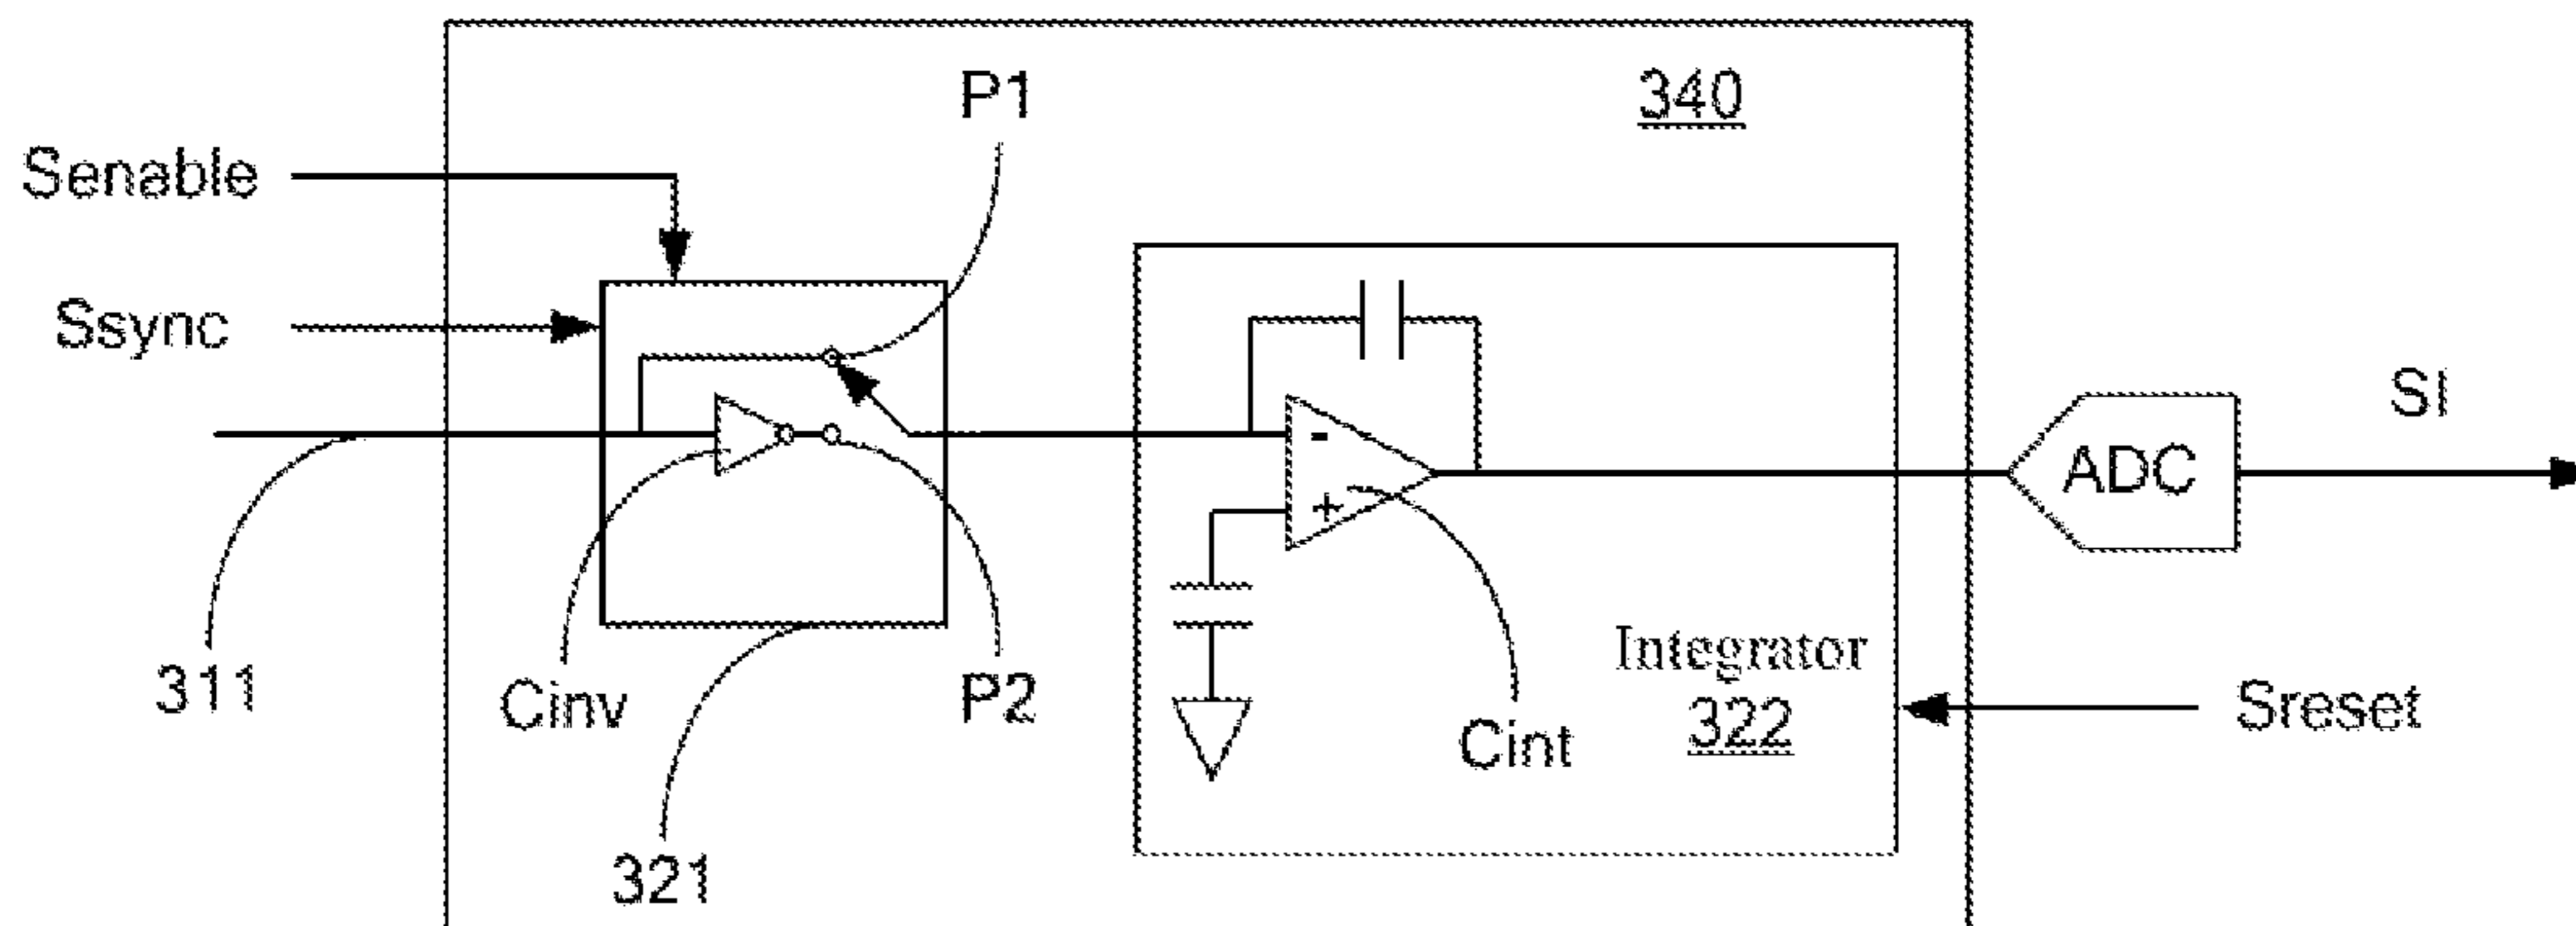 340
P1
Senable
Ssync
SI
ADC
-
+
311
Cinv
P2
Integrator
322
Cint
Sreset
321